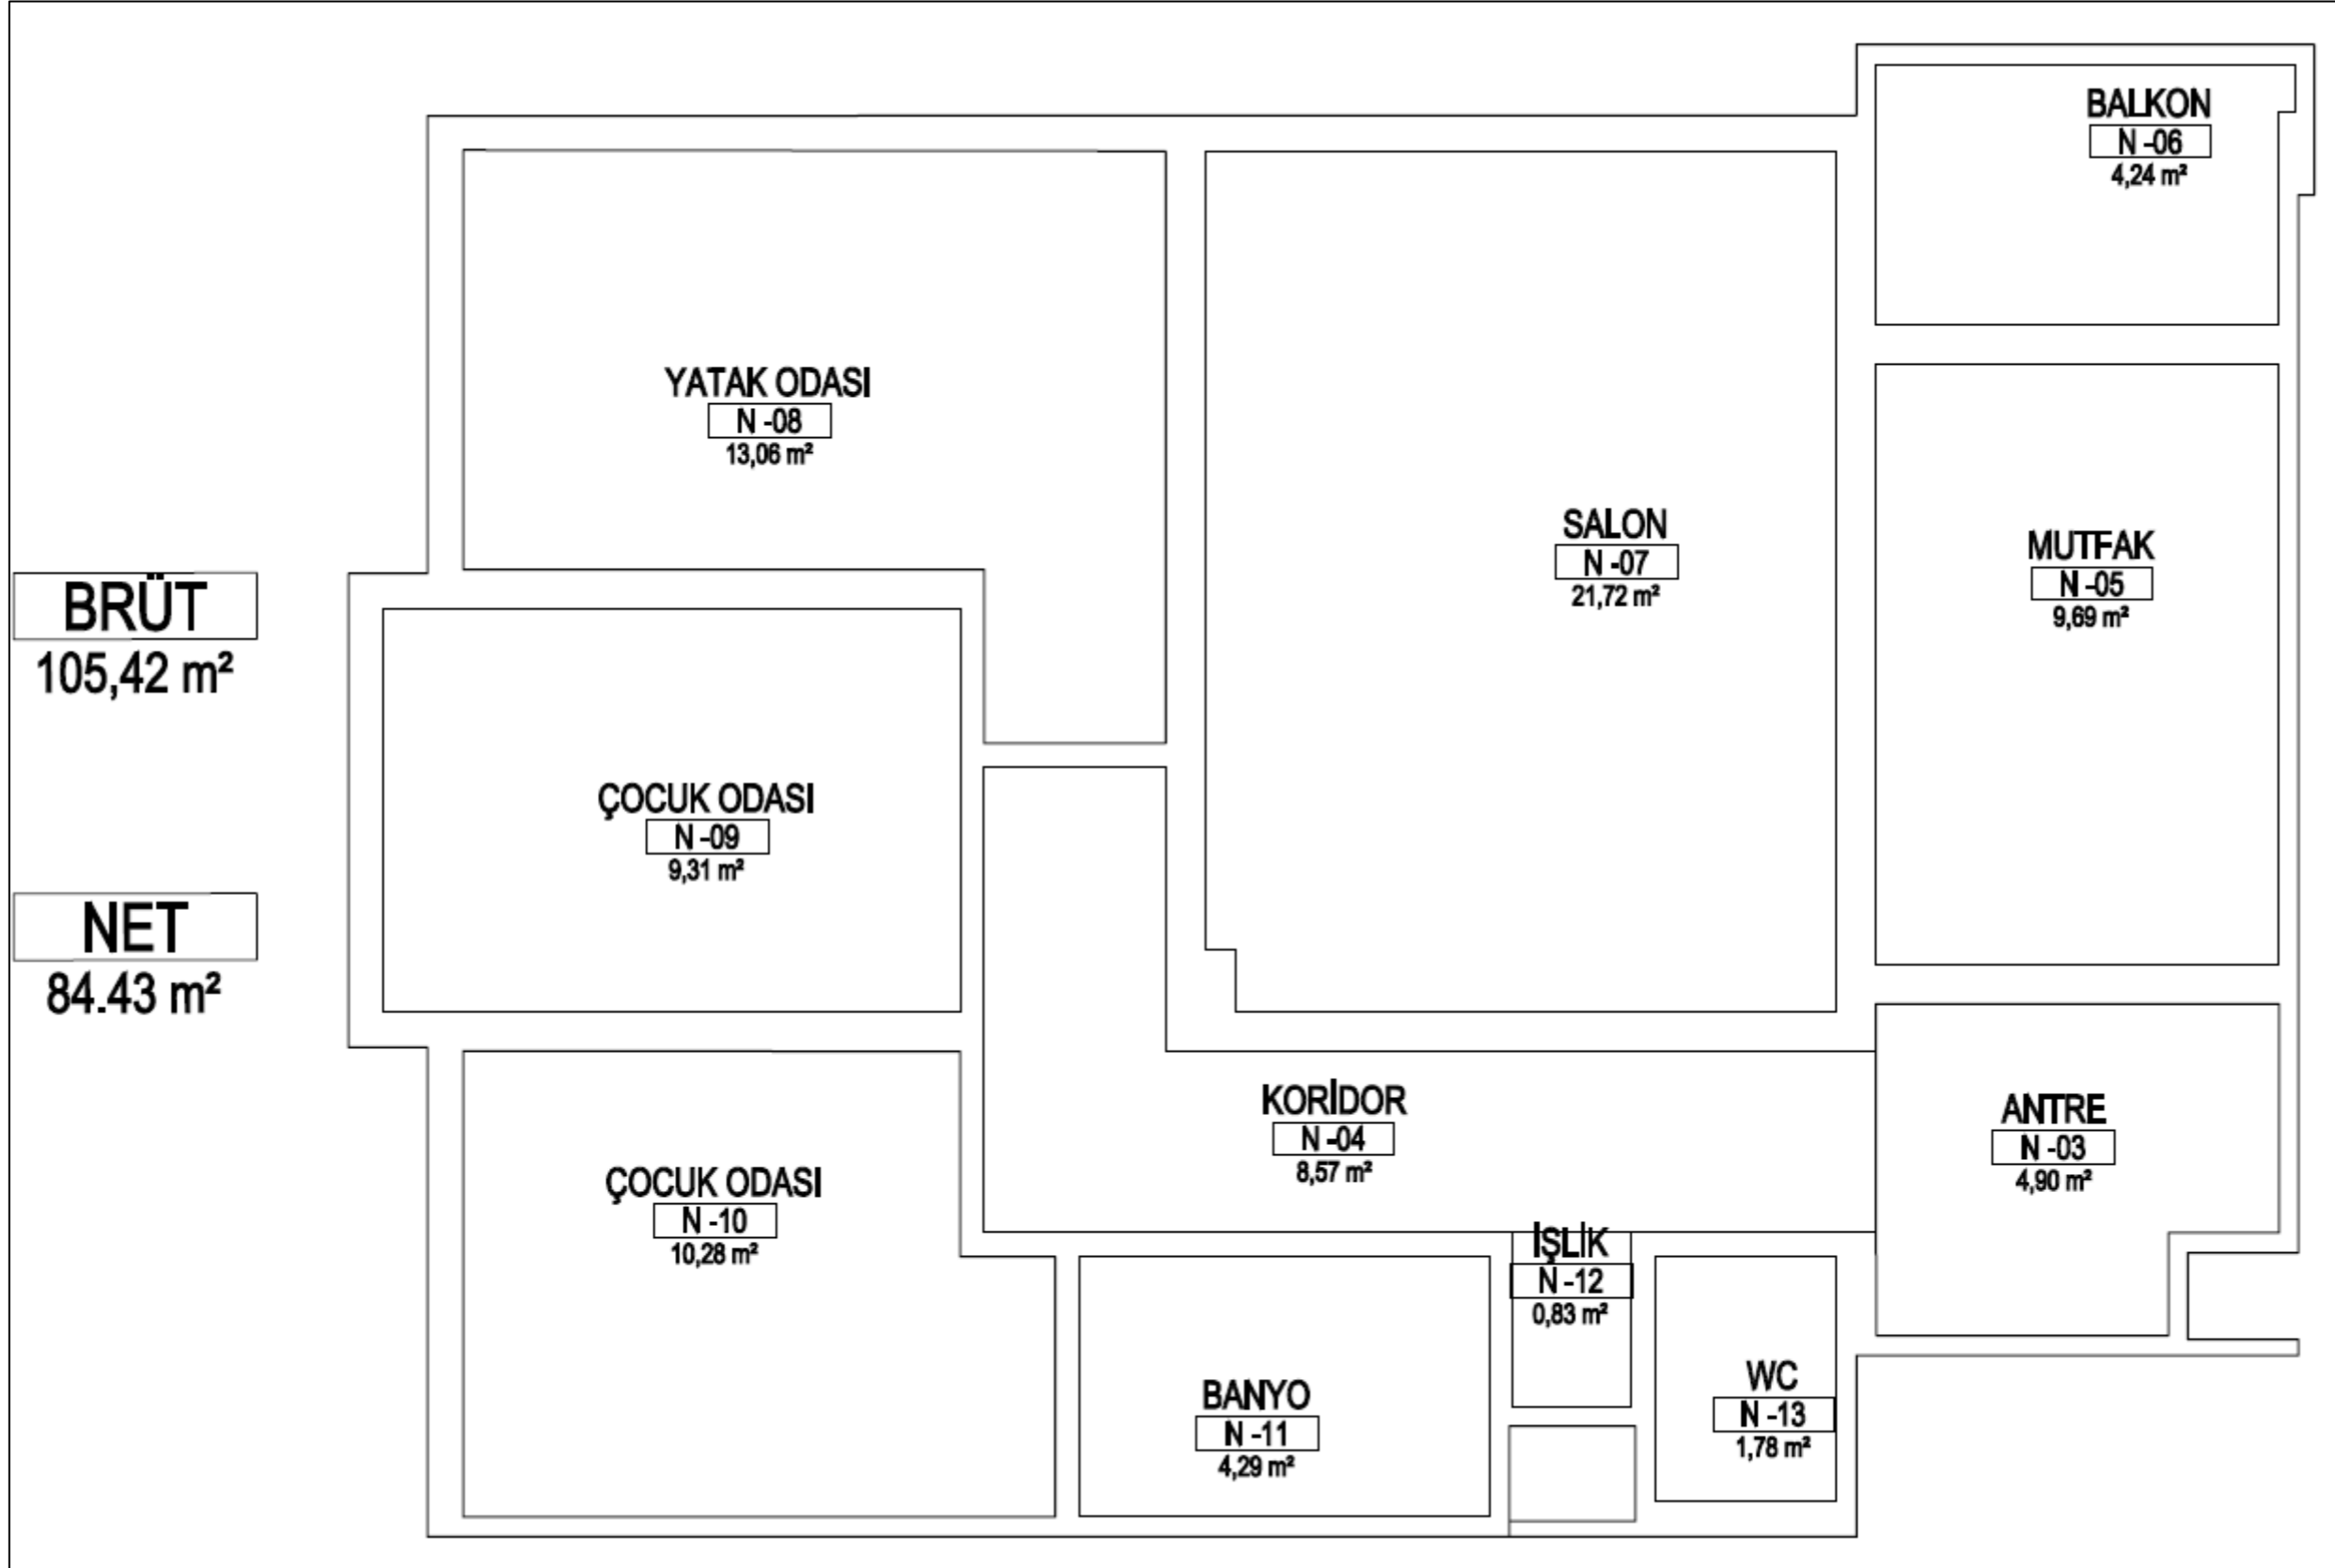 BALKON
N -06
4,24 m²
YATAK ODASI
N -08
13,06 m²
SALON
N -07
21,72 m²
MUTFAK
N -05
9,69 m²
BRÜT
105,42 m²
ÇOCUK ODASI
N -09
9,31 m²
NET
84.43 m²
KORİDOR
N -04
8,57 m²
ANTRE
N -03
4,90 m²
ÇOCUK ODASI
N -10
10,28 m²
İŞLİK
N -12
0,83 m²
BANYO
N -11
4,29 m²
WC
N -13
1,78 m²